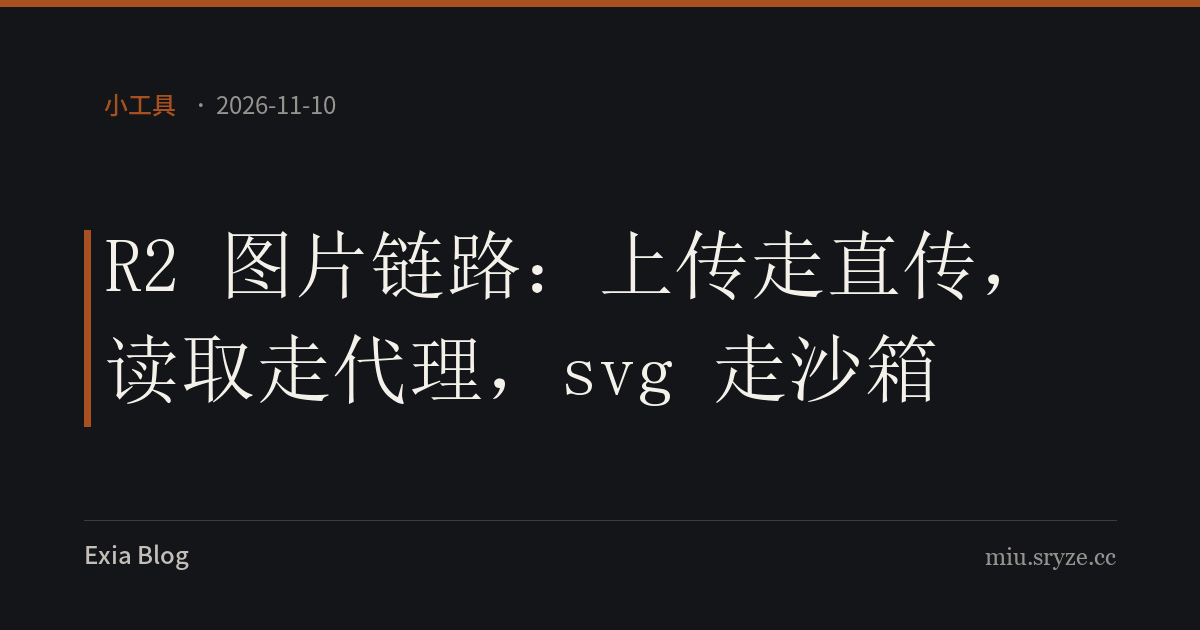 小工具 · 2026-11-10
R2 图片链路：上传走直传，
读取走代理，svg 走沙箱
Exia Blog
miu.sryze.cc